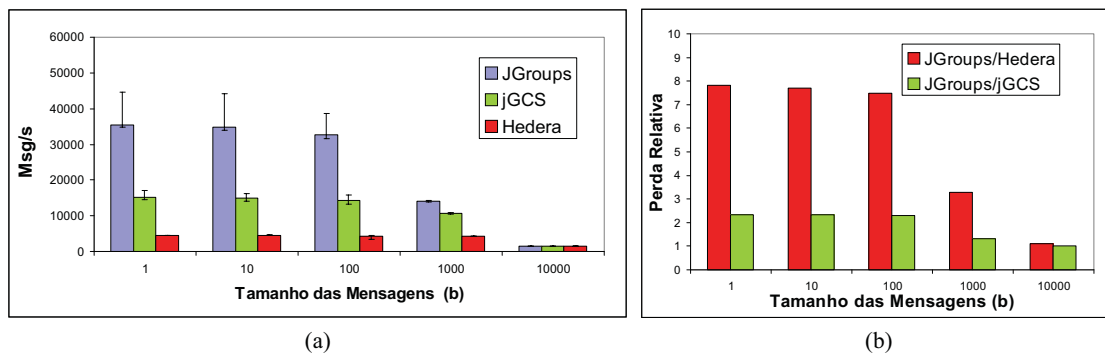 60000
50000
40000
30000
20000
10000
0
Msg/s
JGroups
jGCS
Hedera
1 10 100 1000 10000
Tamanho das Mensagens (b)
(a)
10
9
8
7
6
5
4
3
2
1
0
Perda Relativa
JGroups/Hedera
JGroups/jGCS
1 10 100 1000 10000
Tamanho das Mensagens (b)
(b)